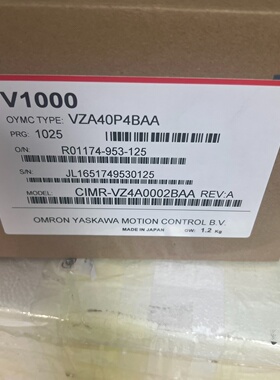 V1000
OYMC TYPE: VZA40P4BAA
PRG: 1025
O/N: R01174-953-125
S/N: JL1651749530125
MODEL: CIMR-VZ4A0002BAA REV:A
OMRON YASKAWA MOTION CONTROL B.V.
MADE IN JAPAN GW: 1.2 Kg